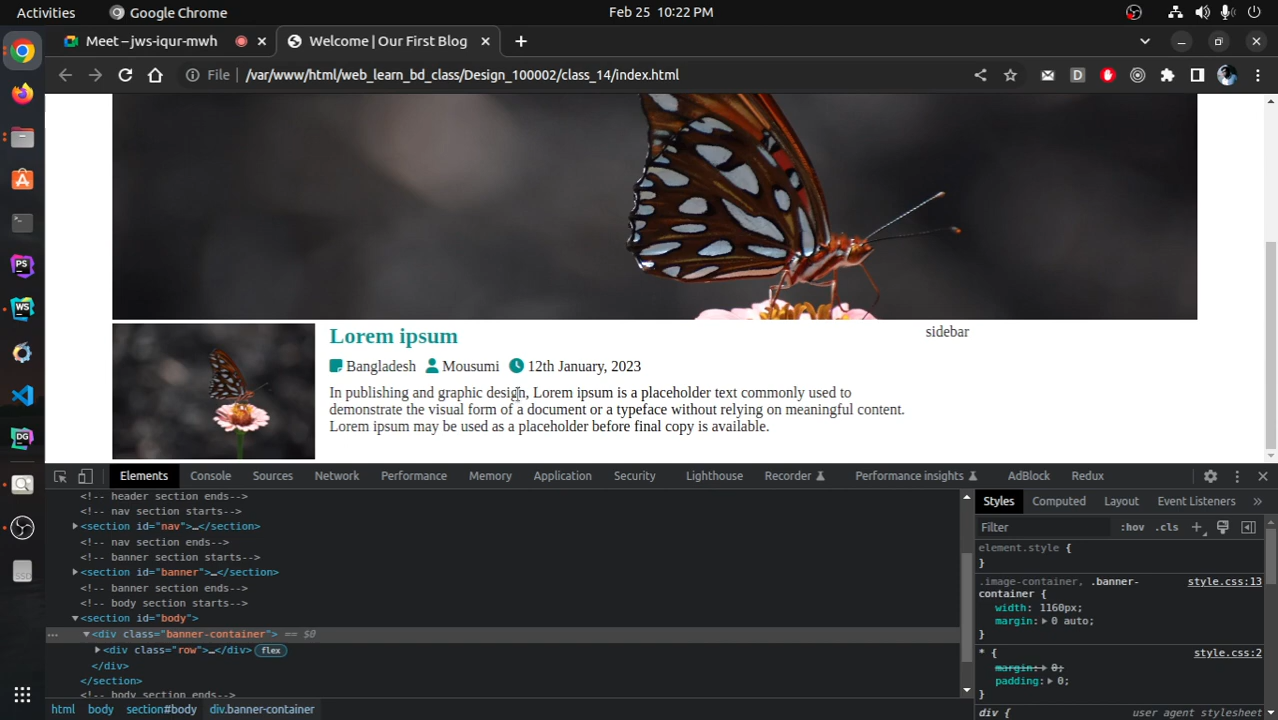 Activities
Google Chrome
Feb 25 10:22 PM
Meet – jws-iqur-mwh
Welcome | Our First Blog
File
/var/www/html/web_learn_bd_class/Design_100002/class_14/index.html
Lorem ipsum
sidebar
Bangladesh Mousumi 12th January, 2023
In publishing and graphic design, Lorem ipsum is a placeholder text commonly used to
demonstrate the visual form of a document or a typeface without relying on meaningful content.
Lorem ipsum may be used as a placeholder before final copy is available.
Elements Console Sources Network Performance Memory Application Security Lighthouse Recorder Performance insights AdBlock Redux
<!-- header section ends-->
<!-- nav section starts-->
<section id="nav">…</section>
<!-- nav section ends-->
<!-- banner section starts-->
<section id="banner">…</section>
<!-- banner section ends-->
<!-- body section starts-->
<section id="body">
<div class="banner-container"> == $0
<div class="row">…</div> flex
</div>
</section>
<!-- body section ends-->
html body section#body div.banner-container
Styles Computed Layout Event Listeners »
Filter :hov .cls +
element.style {
}
.image-container, .banner-container { style.css:13
width: 1160px;
margin: 0 auto;
}
* { style.css:2
margin: 0;
padding: 0;
}
div { user agent stylesheet
PS
WS
DG
SSD
D